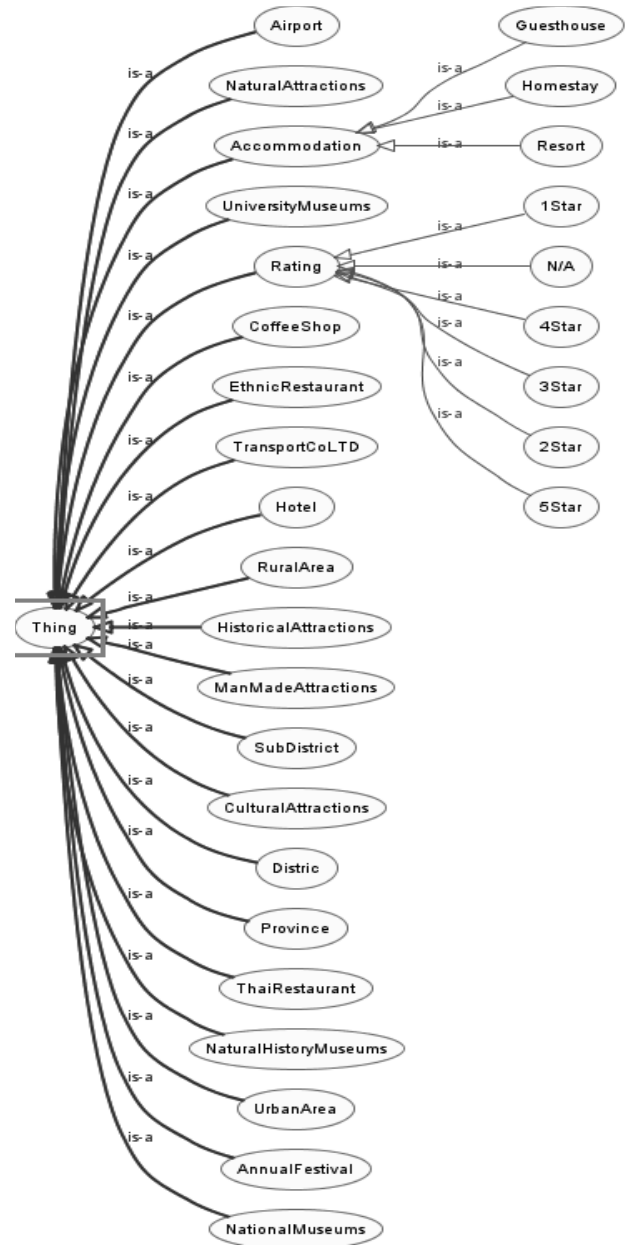 Airport
Guesthouse
is-a
is-a
NaturalAttractions
Homestay
is-a
is-a
Accommodation
is-a
Resort
is-a
UniversityMuseums
1Star
is-a
is-a
Rating
is-a
N/A
is-a
is-a
CoffeeShop
is-a
4Star
is-a
EthnicRestaurant
3Star
is-a
is-a
TransportCoLTD
2Star
is-a
Hotel
5Star
is-a
RuralArea
is-a
Thing
is-a
HistoricalAttractions
is-a
ManMadeAttractions
is-a
SubDistrict
is-a
CulturalAttractions
is-a
Distric
is-a
Province
is-a
ThaiRestaurant
is-a
NaturalHistoryMuseums
is-a
UrbanArea
is-a
AnnualFestival
is-a
NationalMuseums